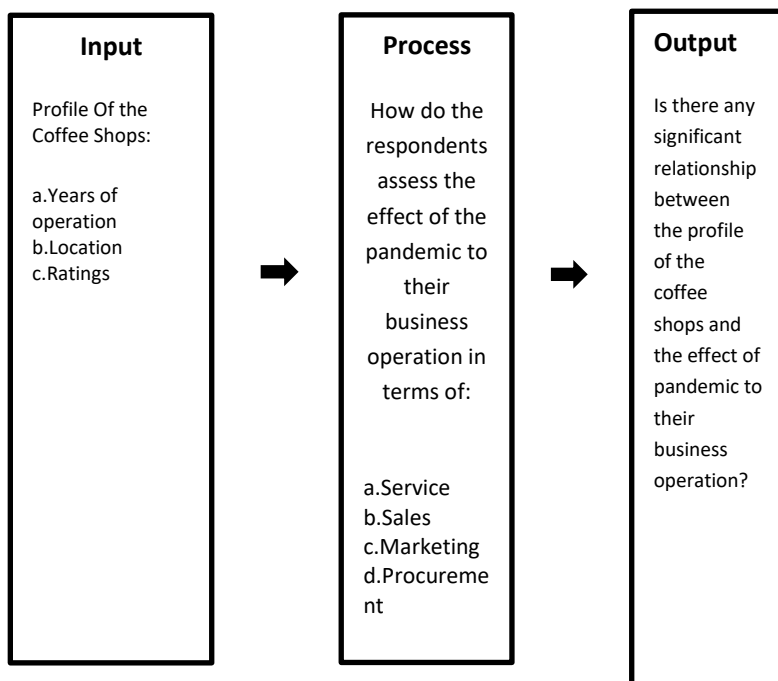 Input
Profile Of the
Coffee Shops:
a.Years of
operation
b.Location
c.Ratings
Process
How do the
respondents
assess the
effect of the
pandemic to
their
business
operation in
terms of:
a.Service
b.Sales
c.Marketing
d.Procureme
nt
Output
Is there any
significant
relationship
between
the profile
of the
coffee
shops and
the effect of
pandemic to
their
business
operation?